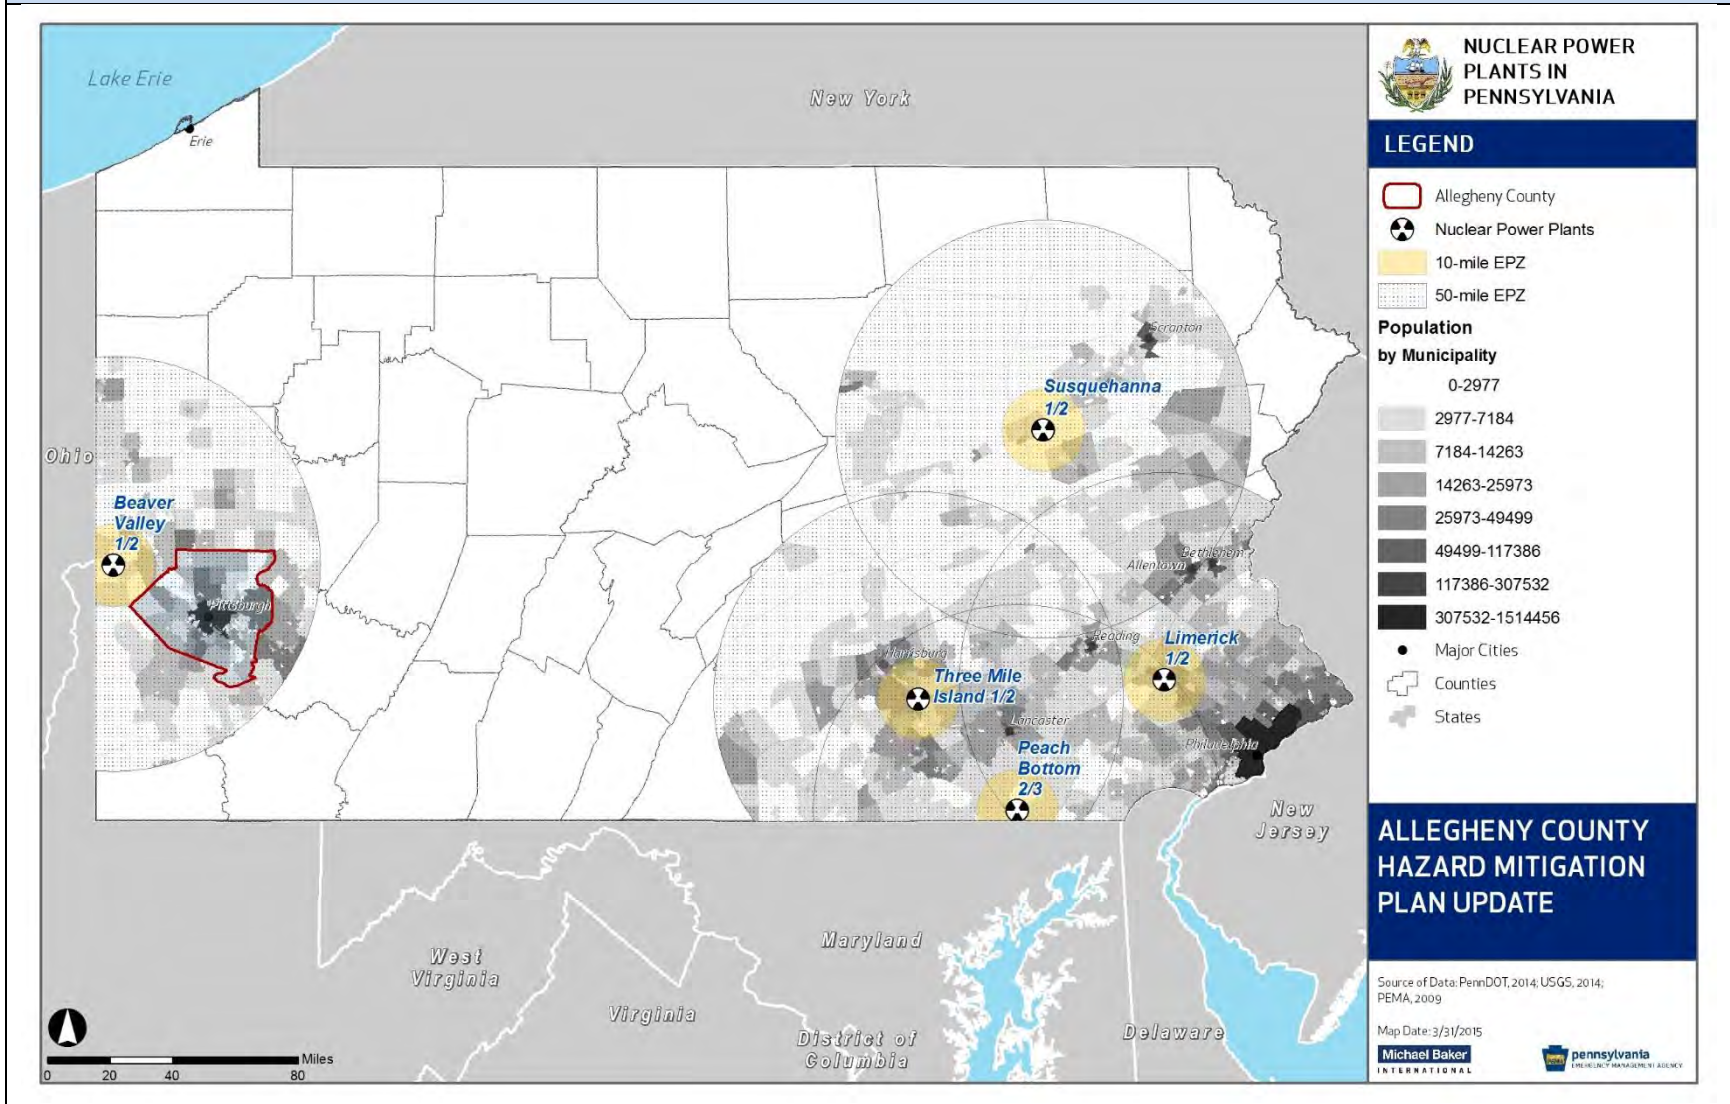 Lake Erie
New York
Erie
Scranton
Susquehanna
1/2
Ohio
Beaver
Valley
1/2
Pittsburgh
Bethlehem
Allentown
Reading
Limerick
1/2
Harrisburg
Three Mile
Island 1/2
Lancaster
Peach
Bottom
2/3
Philadelphia
New
Jersey
Maryland
West
Virginia
Virginia
District of
Columbia
Delaware
Miles
0 20 40 80
NUCLEAR POWER
PLANTS IN
PENNSYLVANIA
LEGEND
Allegheny County
Nuclear Power Plants
10-mile EPZ
50-mile EPZ
Population
by Municipality
0-2977
2977-7184
7184-14263
14263-25973
25973-49499
49499-117386
117386-307532
307532-1514456
Major Cities
Counties
States
ALLEGHENY COUNTY
HAZARD MITIGATION
PLAN UPDATE
Source of Data: PennDOT, 2014; USGS, 2014;
PEMA, 2009
Map Date: 3/31/2015
Michael Baker
INTERNATIONAL
pennsylvania
EMERGENCY MANAGEMENT AGENCY